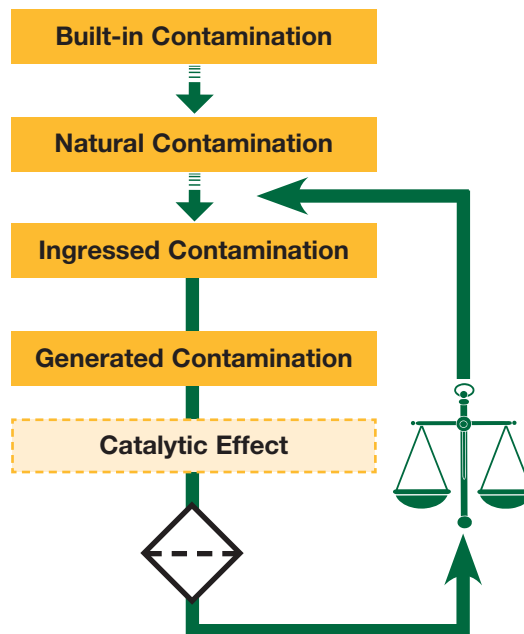 Built-in Contamination
Natural Contamination
Ingressed Contamination
Generated Contamination
Catalytic Effect